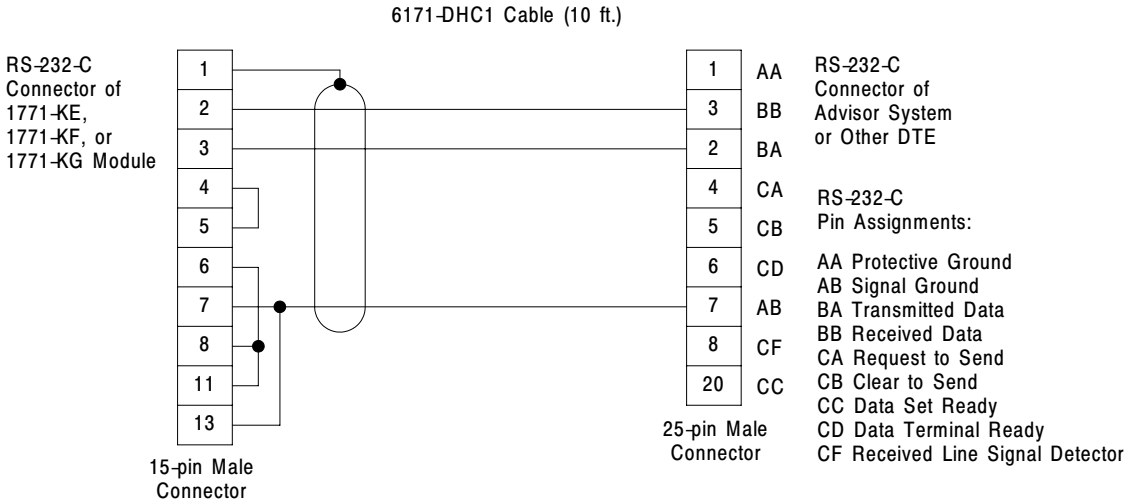 6171-DHC1 Cable (10 ft.)
RS-232-C
Connector of
1771-KE,
1771-KF, or
1771-KG Module
1
2
3
4
5
6
7
8
11
13
15-pin Male
Connector
1 AA
3 BB
2 BA
4 CA
5 CB
6 CD
7 AB
8 CF
20 CC
25-pin Male
Connector
RS-232-C
Connector of
Advisor System
or Other DTE
RS-232-C
Pin Assignments:
AA Protective Ground
AB Signal Ground
BA Transmitted Data
BB Received Data
CA Request to Send
CB Clear to Send
CC Data Set Ready
CD Data Terminal Ready
CF Received Line Signal Detector